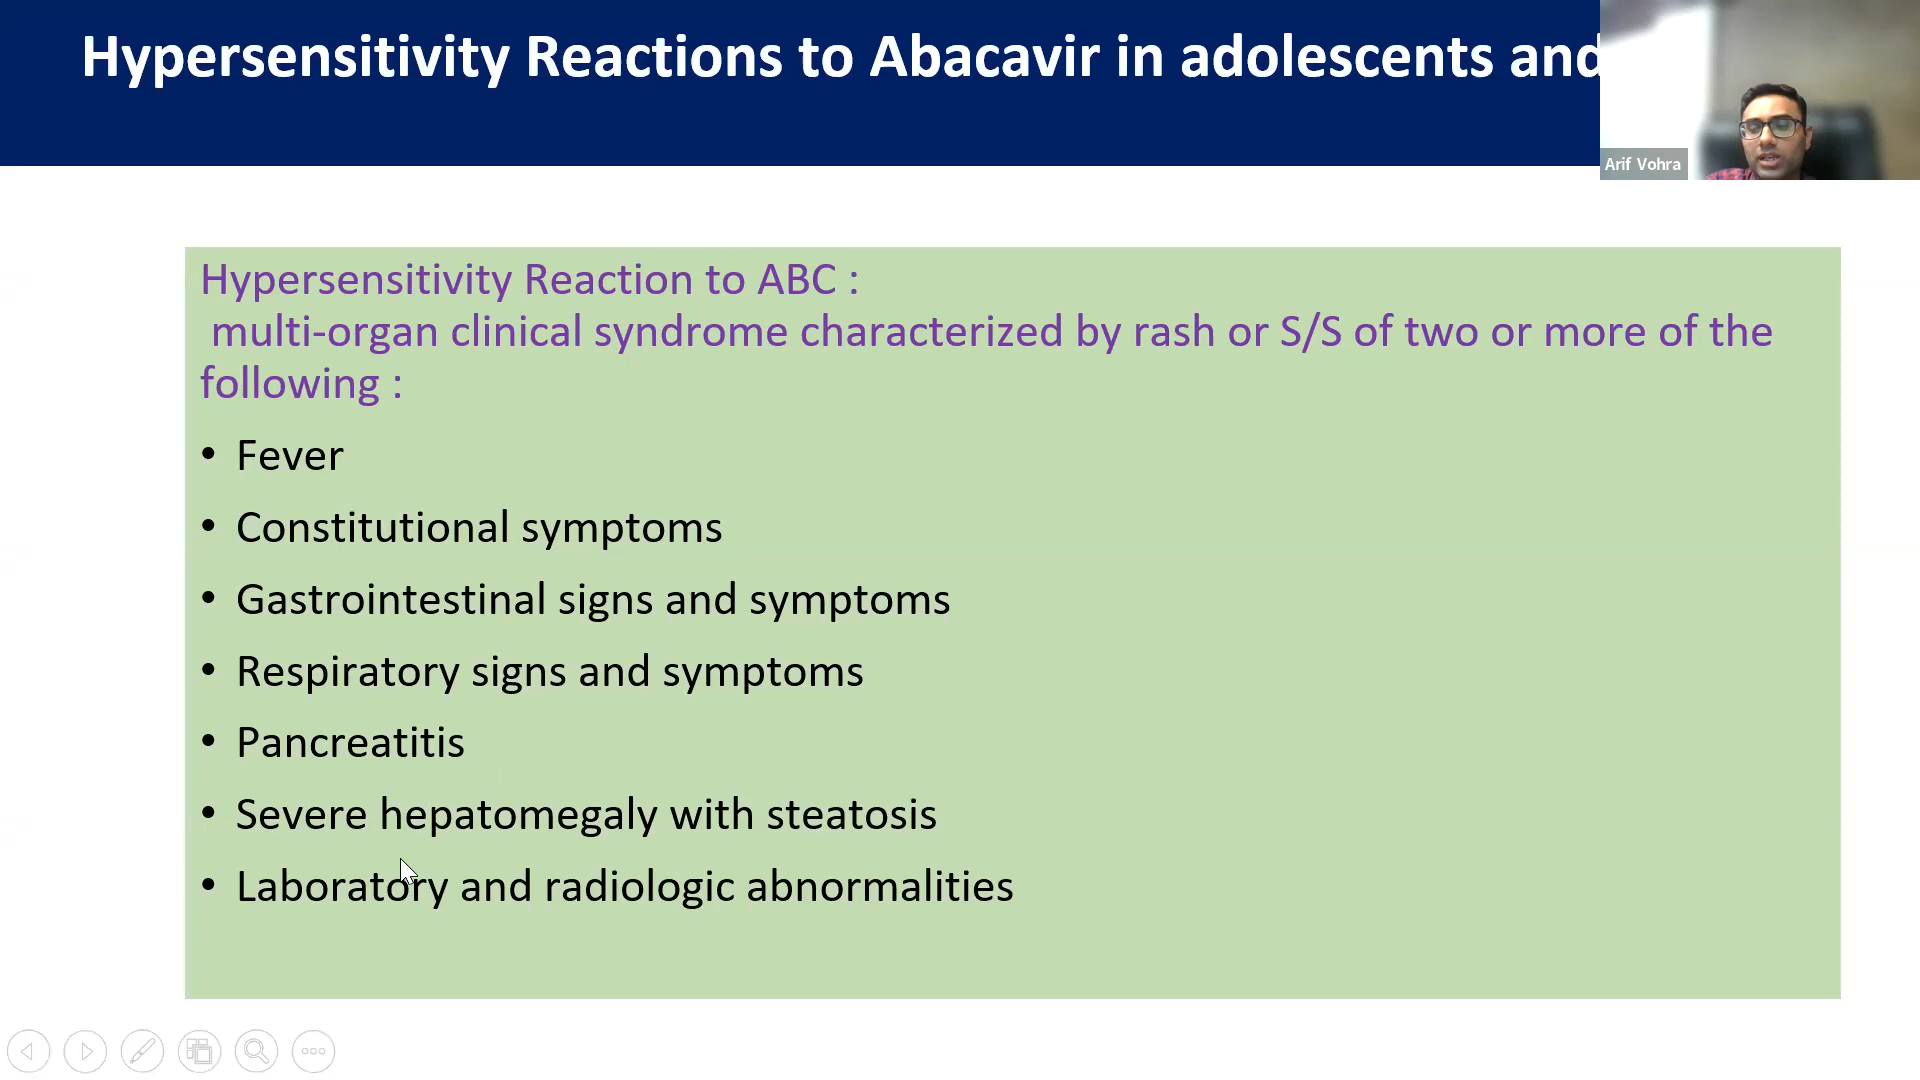 Hypersensitivity Reactions to Abacavir in adolescents and
Arif Vohra
Hypersensitivity Reaction to ABC :
multi-organ clinical syndrome characterized by rash or S/S of two or more of the
following :
• Fever
• Constitutional symptoms
• Gastrointestinal signs and symptoms
• Respiratory signs and symptoms
• Pancreatitis
• Severe hepatomegaly with steatosis
• Laboratory and radiologic abnormalities